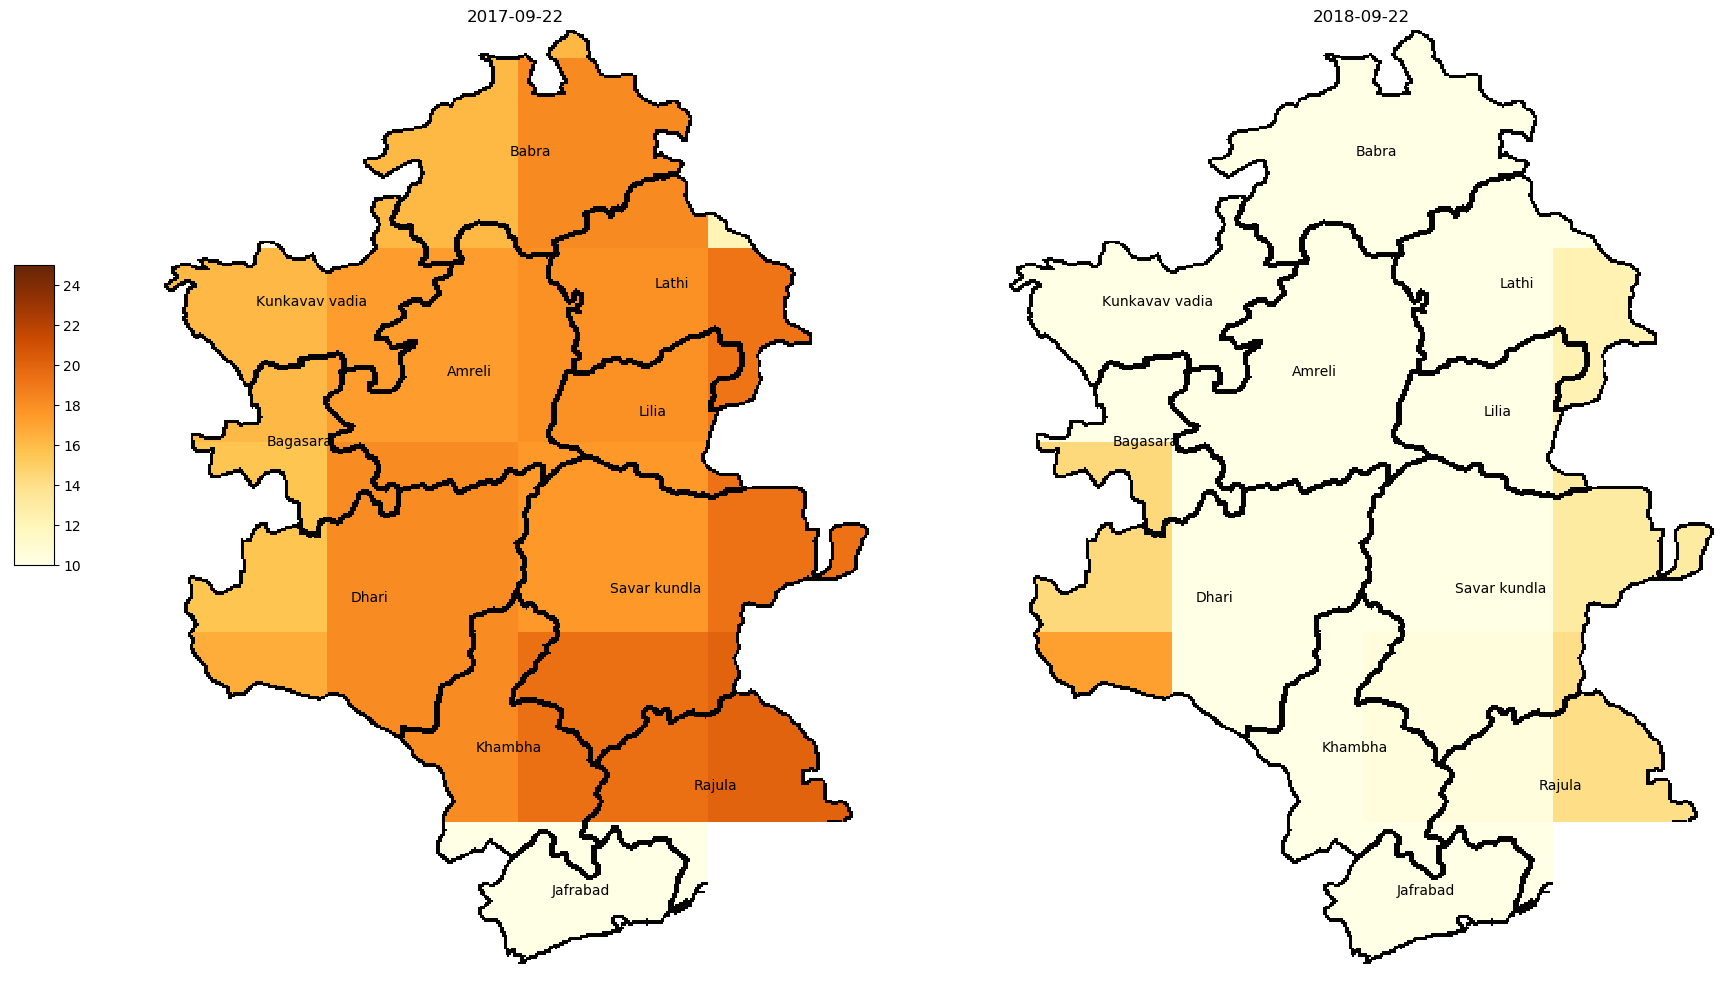 2017-09-22
2018-09-22
Babra
Babra
Lathi
Lathi
Kunkavav vadia
Kunkavav vadia
Amreli
Amreli
Lilia
Lilia
Bagasara
Bagasara
Savar kundla
Savar kundla
Dhari
Dhari
Khambha
Khambha
Rajula
Rajula
Jafrabad
Jafrabad
24
22
20
18
16
14
12
10